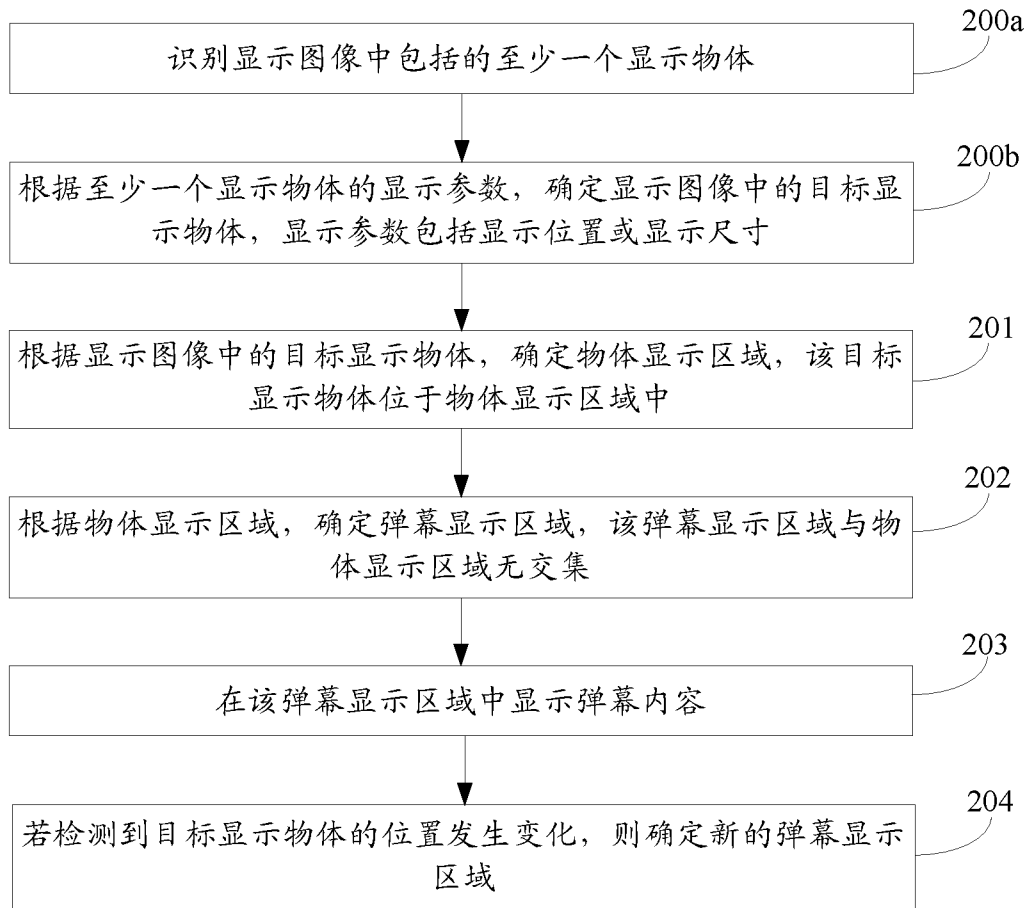 200a
识别显示图像中包括的至少一个显示物体
200b
根据至少一个显示物体的显示参数，确定显示图像中的目标显
示物体，显示参数包括显示位置或显示尺寸
201
根据显示图像中的目标显示物体，确定物体显示区域，该目标
显示物体位于物体显示区域中
202
根据物体显示区域，确定弹幕显示区域，该弹幕显示区域与物
体显示区域无交集
203
在该弹幕显示区域中显示弹幕内容
204
若检测到目标显示物体的位置发生变化，则确定新的弹幕显示
区域